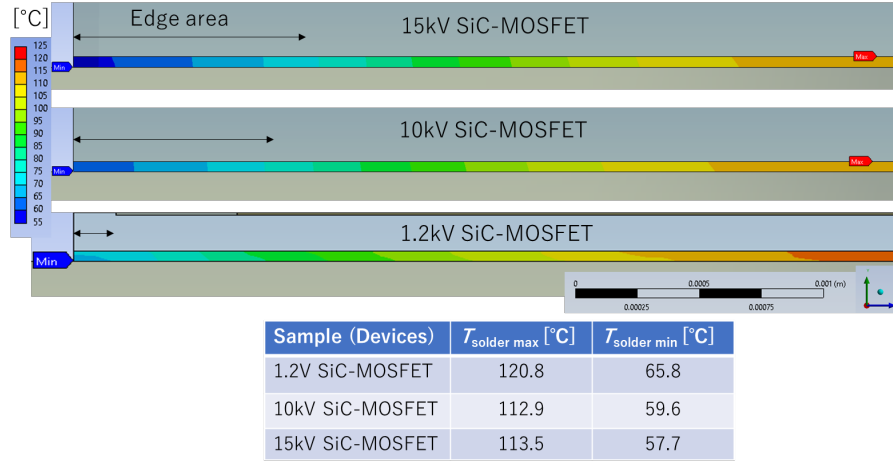 [°C]
Edge area
15kV SiC-MOSFET
125
120
115
110
105
100
95
90
85
80
75
70
65
60
55
Min
Max
10kV SiC-MOSFET
Min
Max
1.2kV SiC-MOSFET
Min
0 0.0005 0.001 (m)
0.00025 0.00075
Sample (Devices) T solder max [°C] T solder min [°C]
1.2V SiC-MOSFET 120.8 65.8
10kV SiC-MOSFET 112.9 59.6
15kV SiC-MOSFET 113.5 57.7